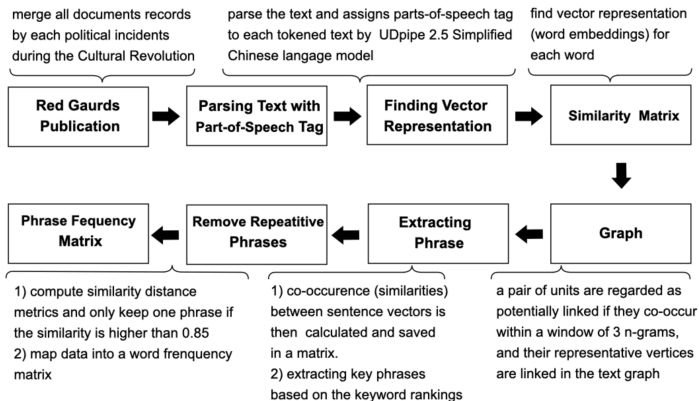 merge all documents records
by each political incidents
during the Cultural Revolution
parse the text and assigns parts-of-speech tag
to each tokened text by UDpipe 2.5 Simplified
Chinese langage model
find vector representation
(word embeddings) for
each word
Red Gaurds
Publication
Parsing Text with
Part-of-Speech Tag
Finding Vector
Representation
Similarity Matrix
Phrase Fequency
Matrix
Remove Repeatitive
Phrases
Extracting
Phrase
Graph
1) compute similarity distance
metrics and only keep one phrase if
the similarity is higher than 0.85
2) map data into a word frenquency
matrix
1) co-occurence (similarities)
between sentence vectors is
then calculated and saved
in a matrix.
2) extracting key phrases
based on the keyword rankings
a pair of units are regarded as
potentially linked if they co-occur
within a window of 3 n-grams,
and their representative vertices
are linked in the text graph